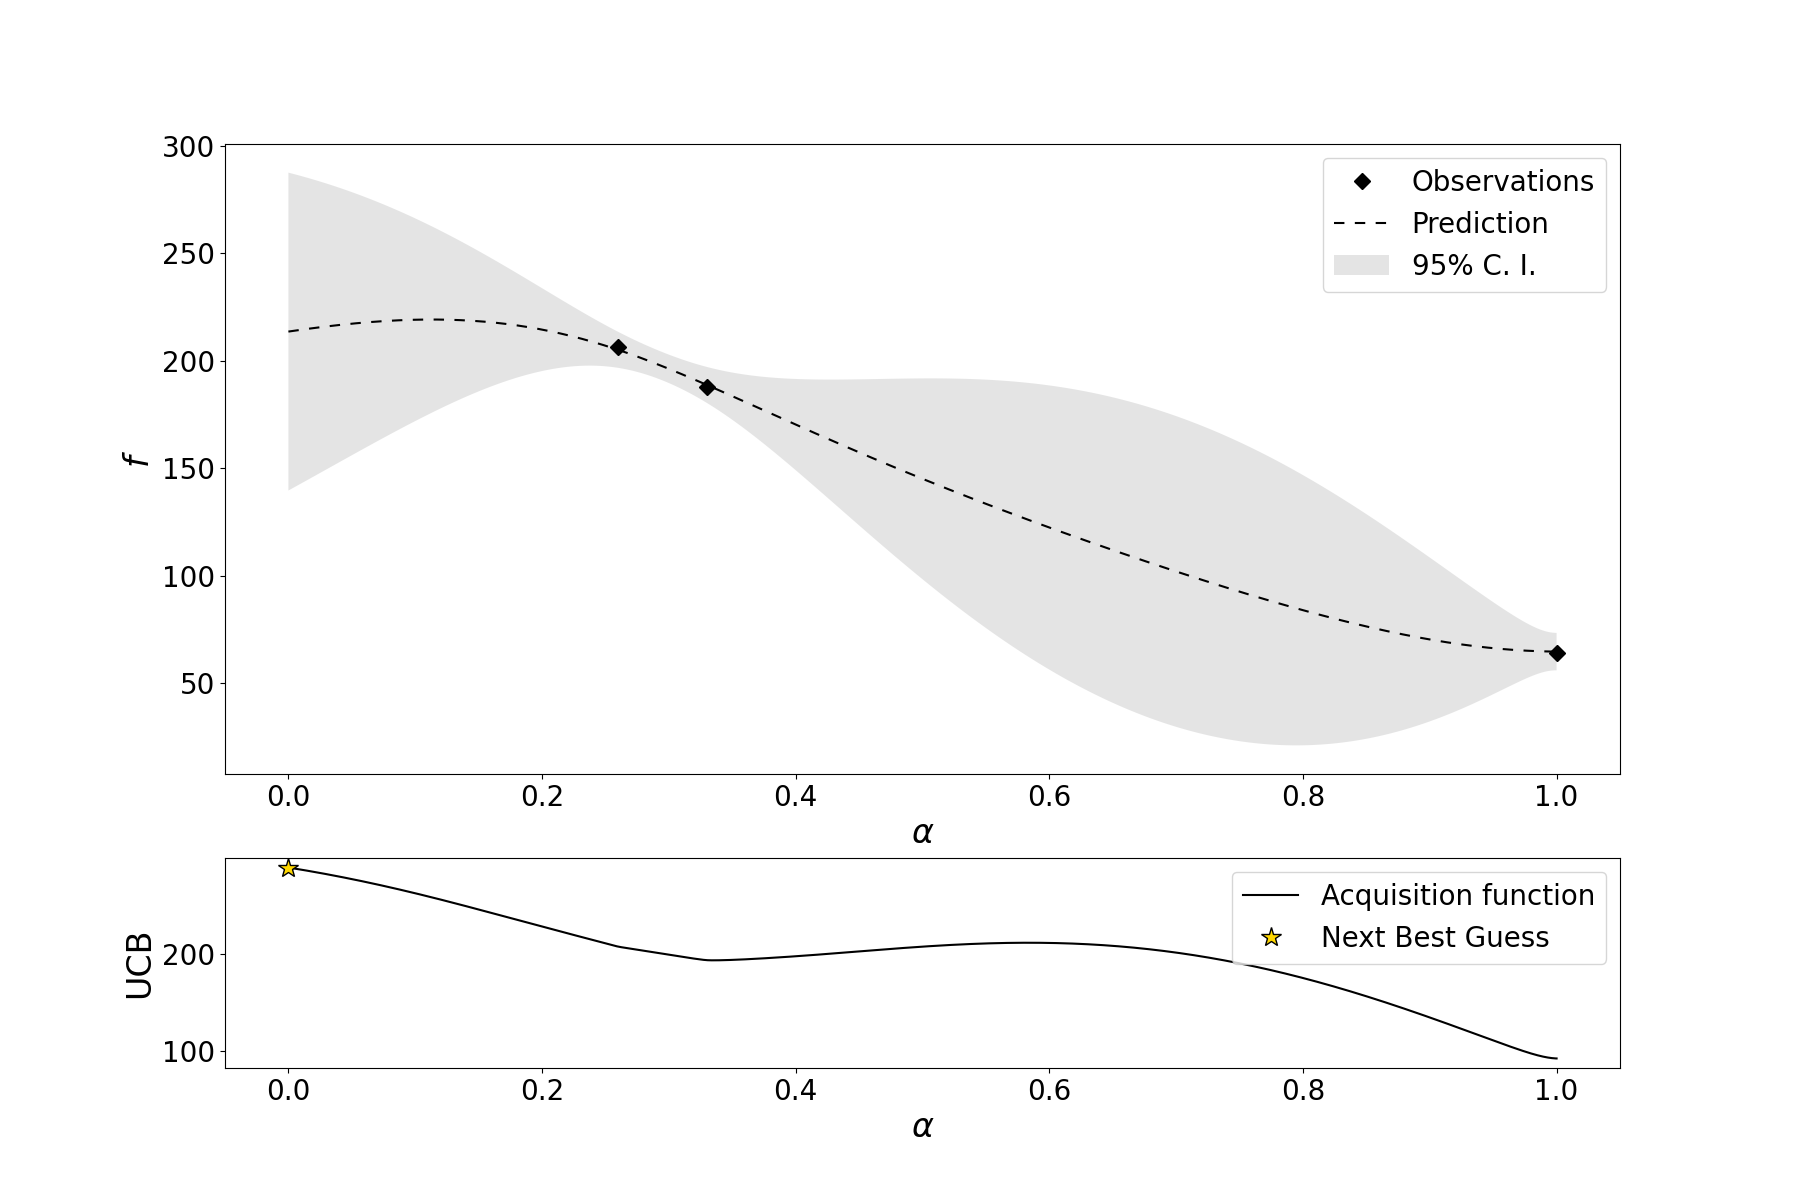 300
250
200
150
100
50
f
Observations
Prediction
95% C. I.
0.0 0.2 0.4 0.6 0.8 1.0
α
200
100
UCB
Acquisition function
Next Best Guess
0.0 0.2 0.4 0.6 0.8 1.0
α